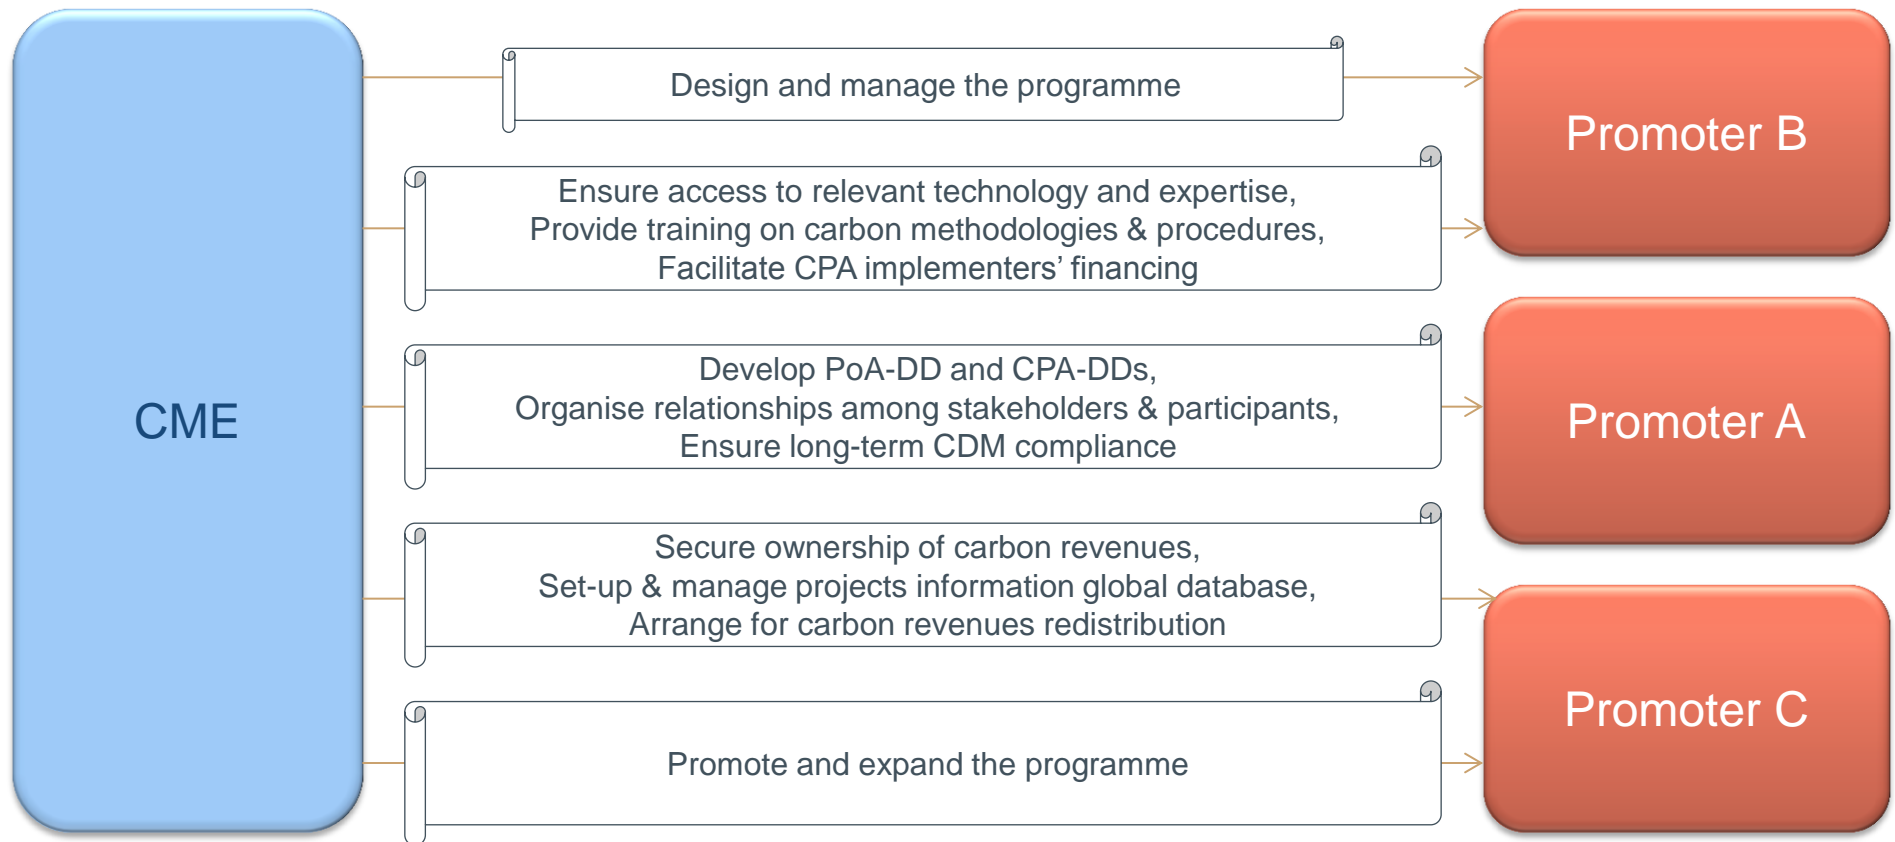 CME
Design and manage the programme
Ensure access to relevant technology and expertise,
Provide training on carbon methodologies & procedures,
Facilitate CPA implementers’ financing
Develop PoA-DD and CPA-DDs,
Organise relationships among stakeholders & participants,
Ensure long-term CDM compliance
Secure ownership of carbon revenues,
Set-up & manage projects information global database,
Arrange for carbon revenues redistribution
Promote and expand the programme
Promoter B
Promoter A
Promoter C